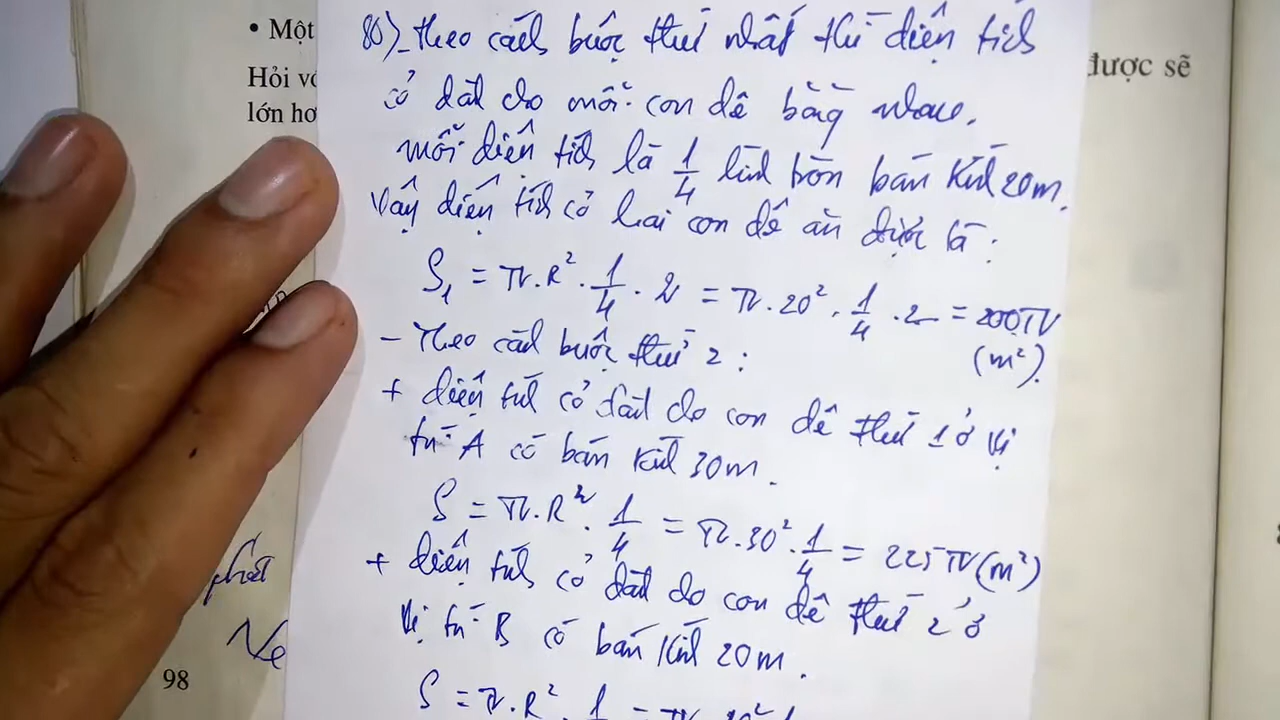 • Một
Hỏi vớ
lớn hơ
được sẽ
80) - Theo cách buộc thứ nhất thì diện tích
cỏ dành cho mỗi con dê bằng nhau.
mỗi diện tích là 1/4 hình tròn bán kính 20m.
Vậy diện tích cỏ hai con dê ăn được là:
S₁ = π.R².1/4.2 = π.20².1/4.2 = 200π (m²).
- Theo cách buộc thứ 2:
+ diện tích cỏ dành cho con dê thứ 1 ở vị
trí A có bán kính 30m.
S = π.R².1/4 = π.30².1/4 = 225π (m²)
+ diện tích cỏ dành cho con dê thứ 2 ở
vị trí B có bán kính 20m.
S = π.R².1
98